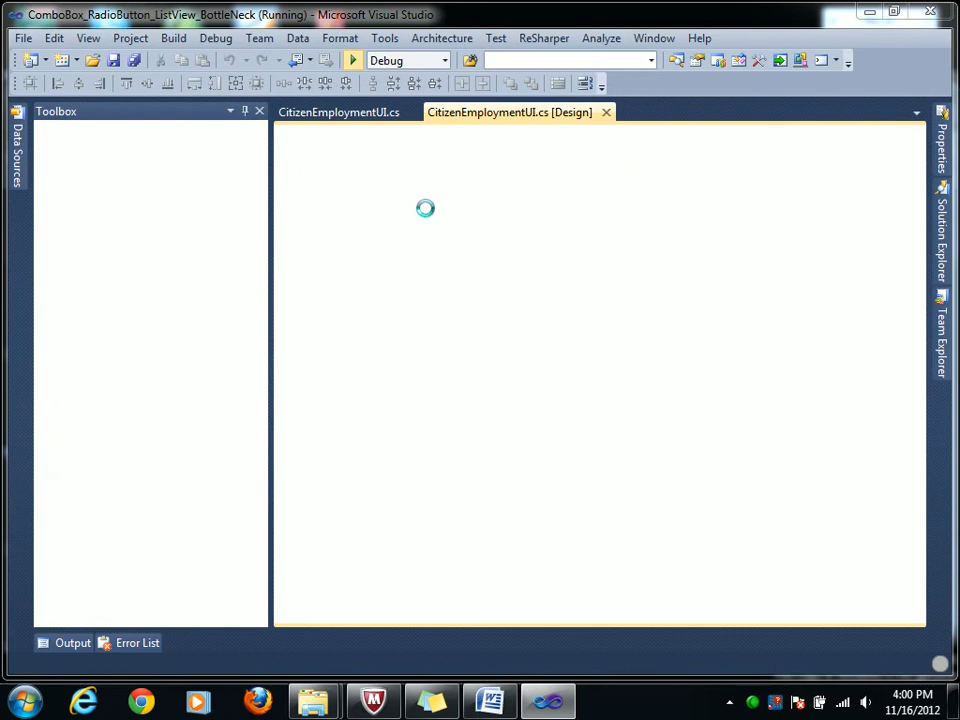 ComboBox_RadioButton_ListView_BottleNeck (Running) - Microsoft Visual Studio
File Edit View Project Build Debug Team Data Format Tools Architecture Test ReSharper Analyze Window Help
Debug
Toolbox
CitizenEmploymentUI.cs
CitizenEmploymentUI.cs [Design]
Data Sources
Properties
Solution Explorer
Team Explorer
Output
Error List
4:00 PM
11/16/2012